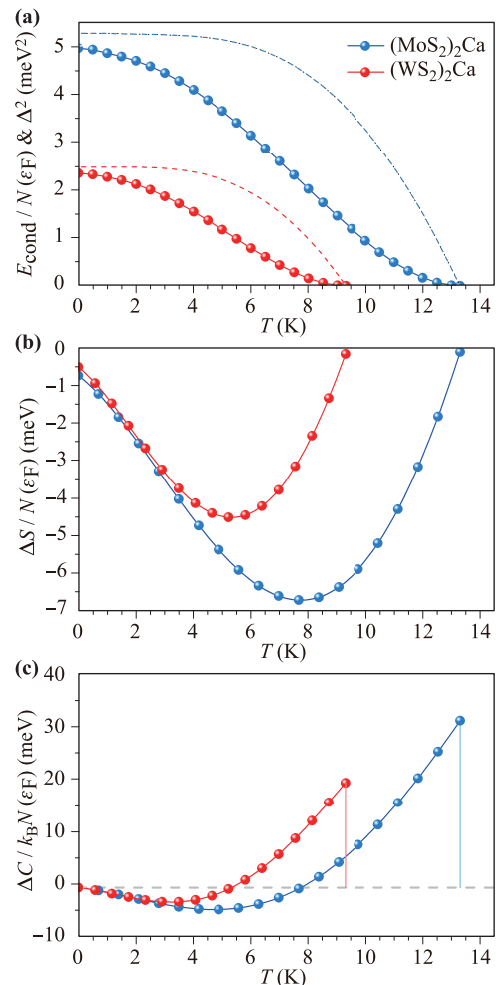 (a)
E_cond / N(ε_F) & Δ² (meV²)
5
4
3
2
1
0
(MoS₂)₂Ca
(WS₂)₂Ca
0 2 4 6 8 10 12 14
T (K)
(b)
ΔS / N(ε_F) (meV)
0
−1
−2
−3
−4
−5
−6
−7
0 2 4 6 8 10 12 14
T (K)
(c)
ΔC / k_B N(ε_F) (meV)
40
30
20
10
0
−10
0 2 4 6 8 10 12 14
T (K)